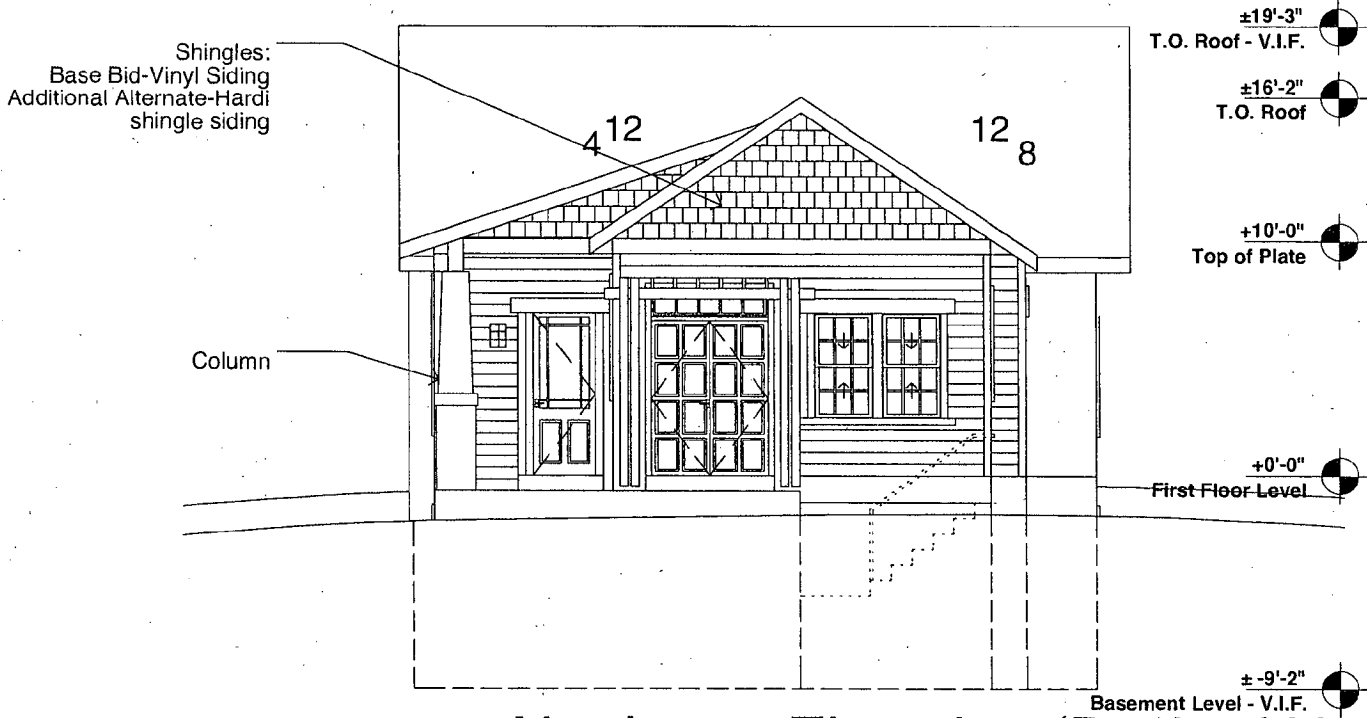 Shingles:
Base Bid-Vinyl Siding
Additional Alternate-Hardi
shingle siding
Column
4 12
12 8
±19'-3"
T.O. Roof - V.I.F.
±16'-2"
T.O. Roof
+10'-0"
Top of Plate
+0'-0"
First Floor Level
± -9'-2"
Basement Level - V.I.F.